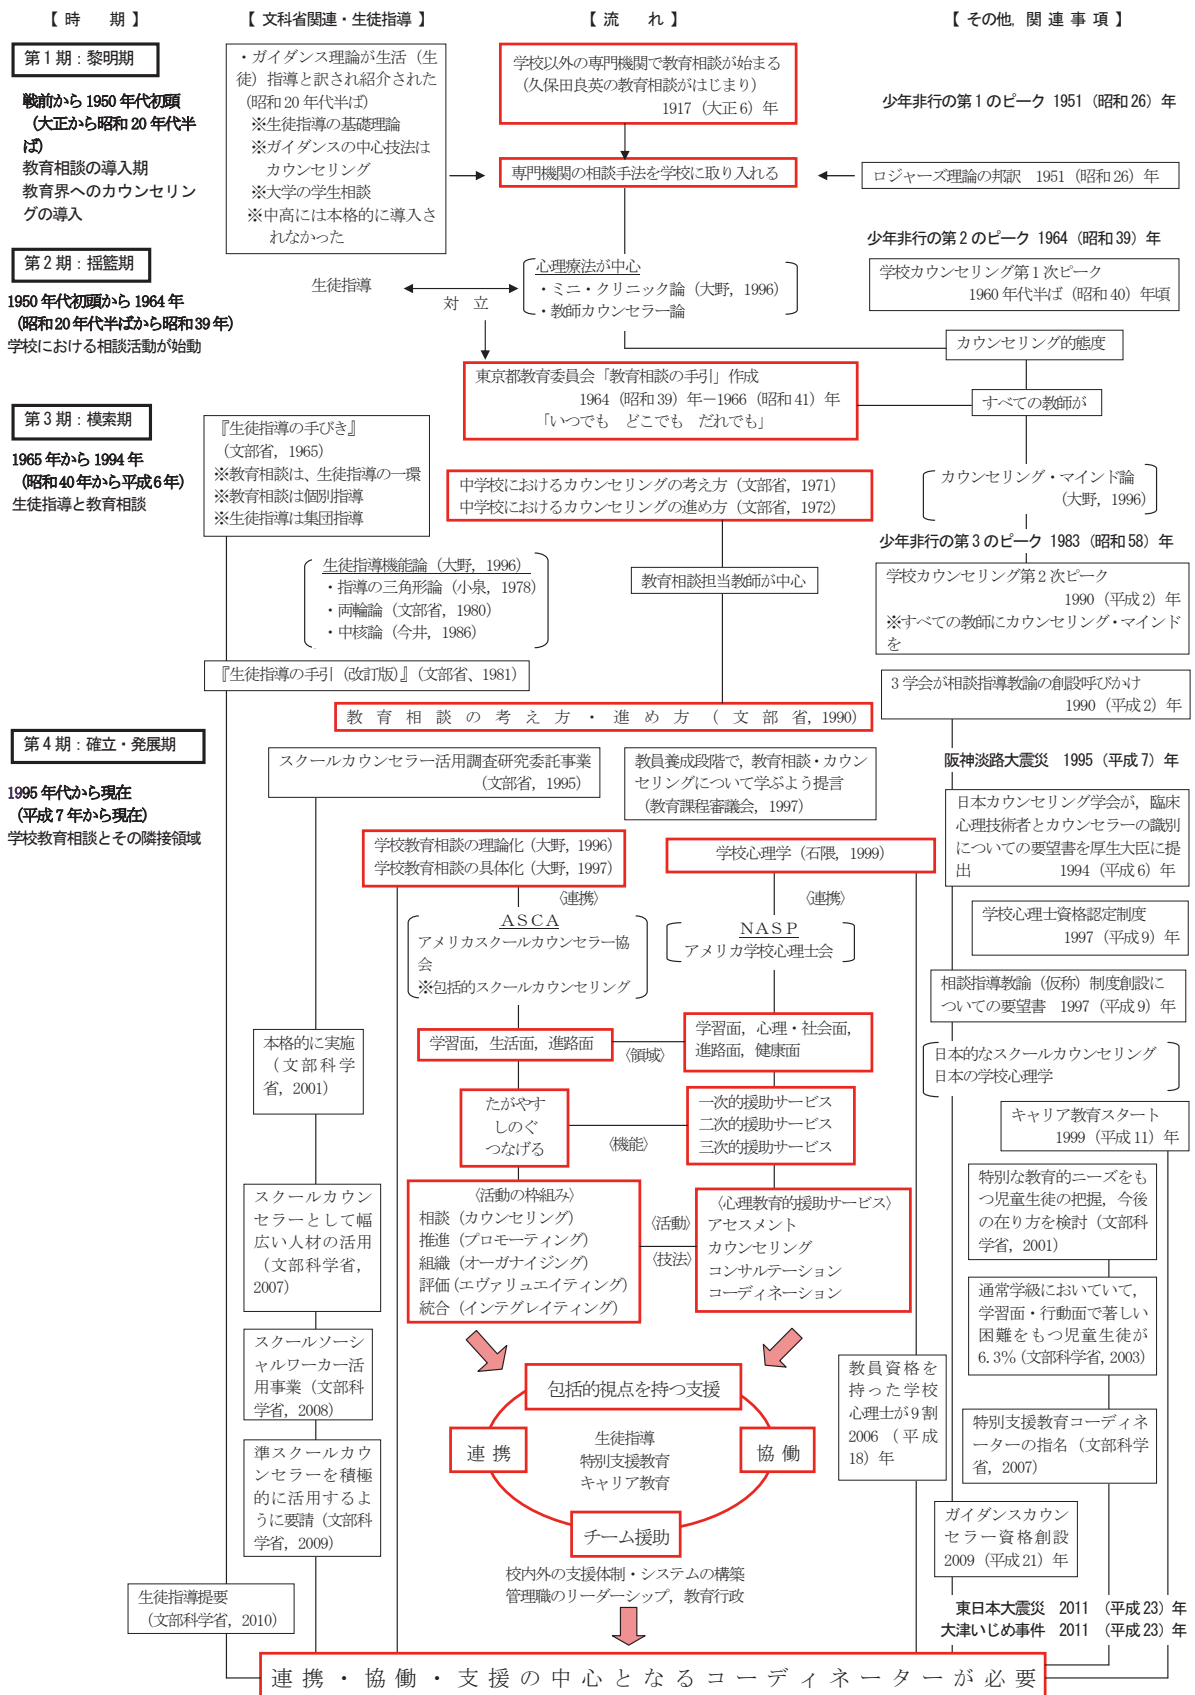 【 時　期 】
【 文科省関連・生徒指導 】
【 流　れ 】
【 その他, 関連事項 】
第1期：黎明期
戦前から 1950 年代初頭
（大正から昭和 20 年代半
ば）
教育相談の導入期
教育界へのカウンセリン
グの導入
・ガイダンス理論が生活（生
徒）指導と訳され紹介された
（昭和 20 年代半ば）
※生徒指導の基礎理論
※ガイダンスの中心技法は
カウンセリング
※大学の学生相談
※中高には本格的に導入さ
れなかった
学校以外の専門機関で教育相談が始まる
（久保田良英の教育相談がはじまり）
1917（大正 6）年
専門機関の相談手法を学校に取り入れる
少年非行の第 1 のピーク 1951（昭和 26）年
ロジャーズ理論の邦訳 1951（昭和 26）年
少年非行の第 2 のピーク 1964（昭和 39）年
第2期：揺籃期
1950 年代初頭から 1964 年
（昭和 20 年代半ばから昭和 39 年）
学校における相談活動が始動
生徒指導
対 立
心理療法が中心
・ミニ・クリニック論（大野, 1996）
・教師カウンセラー論
学校カウンセリング第 1 次ピーク
1960 年代半ば（昭和 40）年頃
カウンセリング的態度
東京都教育委員会「教育相談の手引」作成
1964（昭和 39）年－1966（昭和 41）年
「いつでも　どこでも　だれでも」
すべての教師が
第3期：模索期
1965 年から 1994 年
（昭和 40 年から平成 6 年）
生徒指導と教育相談
『生徒指導の手びき』
（文部省, 1965）
※教育相談は、生徒指導の一環
※教育相談は個別指導
※生徒指導は集団指導
中学校におけるカウンセリングの考え方（文部省, 1971）
中学校におけるカウンセリングの進め方（文部省, 1972）
カウンセリング・マインド論
（大野, 1996）
少年非行の第 3 のピーク 1983（昭和 58）年
生徒指導機能論（大野, 1996）
・指導の三角形論（小泉, 1978）
・両輪論（文部省, 1980）
・中核論（今井, 1986）
教育相談担当教師が中心
学校カウンセリング第 2 次ピーク
1990（平成 2）年
※すべての教師にカウンセリング・マインド
を
『生徒指導の手引（改訂版）』（文部省、1981）
3 学会が相談指導教諭の創設呼びかけ
1990（平成 2）年
教 育 相 談 の 考 え 方 ・ 進 め 方 （ 文 部 省, 1990）
第4期：確立・発展期
1995 年代から現在
（平成 7 年から現在）
学校教育相談とその隣接領域
スクールカウンセラー活用調査研究委託事業
（文部省, 1995）
教員養成段階で, 教育相談・カウン
セリングについて学ぶよう提言
（教育課程審議会, 1997）
阪神淡路大震災　1995（平成 7）年
日本カウンセリング学会が, 臨床
心理技術者とカウンセラーの識別
についての要望書を厚生大臣に提
出　1994（平成 6）年
学校教育相談の理論化（大野, 1996）
学校教育相談の具体化（大野, 1997）
学校心理学（石隈, 1999）
〈連携〉
〈連携〉
ASCA
アメリカスクールカウンセラー協
会
※包括的スクールカウンセリング
NASP
アメリカ学校心理士会
学校心理士資格認定制度
1997（平成 9）年
相談指導教諭（仮称）制度創設に
ついての要望書　1997（平成 9）年
本格的に実施
（文部科学
省, 2001）
学習面, 生活面, 進路面
〈領域〉
学習面, 心理・社会面,
進路面, 健康面
日本的なスクールカウンセリング
日本の学校心理学
たがやす
しのぐ
つなげる
〈機能〉
一次的援助サービス
二次的援助サービス
三次的援助サービス
キャリア教育スタート
1999（平成 11）年
スクールカウン
セラーとして幅
広い人材の活用
（文部科学省,
2007）
〈活動の枠組み〉
相談（カウンセリング）
推進（プロモーティング）
組織（オーガナイジング）
評価（エヴァリュエイティング）
統合（インテグレイティング）
〈活動〉
〈技法〉
〈心理教育的援助サービス〉
アセスメント
カウンセリング
コンサルテーション
コーディネーション
特別な教育的ニーズをも
つ児童生徒の把握, 今後
の在り方を検討（文部科
学省, 2001）
通常学級においていて,
学習面・行動面で著しい
困難をもつ児童生徒が
6.3%（文部科学省, 2003）
スクールソーシ
ャルワーカー活
用事業（文部科
学省, 2008）
教員資格を
持った学校
心理士が 9 割
2006（平成
18）年
包括的視点を持つ支援
連 携
協 働
生徒指導
特別支援教育
キャリア教育
チーム援助
特別支援教育コーディネ
ーターの指名（文部科学
省, 2007）
準スクールカウ
ンセラーを積極
的に活用するよ
うに要請（文部科
学省, 2009）
ガイダンスカウン
セラー資格創設
2009（平成 21）年
校内外の支援体制・システムの構築
管理職のリーダーシップ, 教育行政
生徒指導提要
（文部科学省, 2010）
東日本大震災　2011 （平成 23）年
大津いじめ事件　2011 （平成 23）年
連 携 ・ 協 働 ・ 支 援 の 中 心 と な る コ ー デ ィ ネ ー タ ー が 必 要